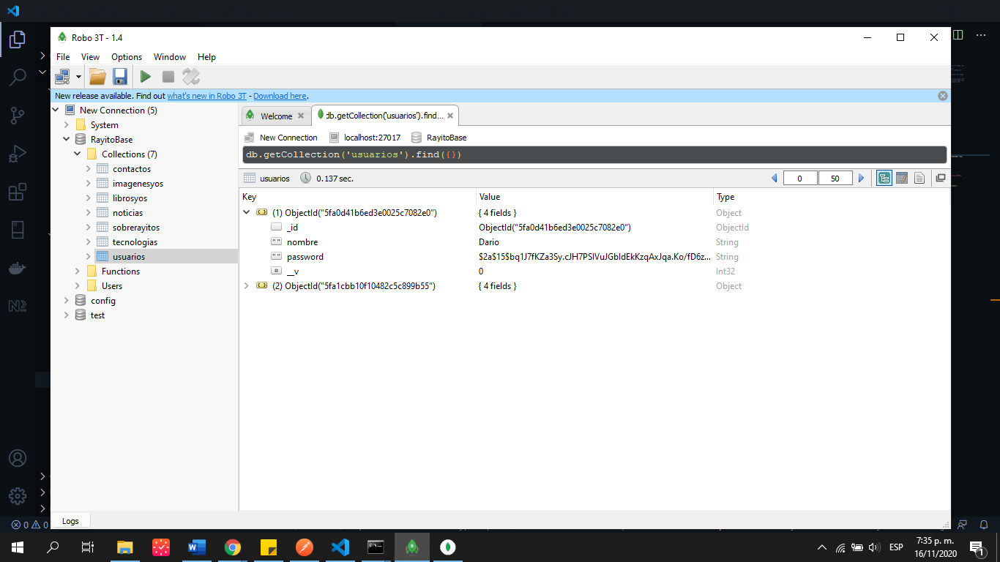 Robo 3T - 1.4
File View Options Window Help
New release available. Find out what's new in Robo 3T - Download here.
New Connection (5)
System
RayitoBase
Collections (7)
contactos
imagenesyos
librosyos
noticias
sobrerayitos
tecnologias
usuarios
Functions
Users
config
test
Welcome
db.getCollection('usuarios').find...
New Connection localhost:27017 RayitoBase
db.getCollection('usuarios').find({})
usuarios 0.137 sec. 0 50
Key Value Type
(1) ObjectId("5fa0d41b6ed3e0025c7082e0") { 4 fields } Object
_id ObjectId("5fa0d41b6ed3e0025c7082e0") ObjectId
nombre Dario String
password $2a$15$bq1J7fKZa3Sy.cJH7PSlVuJGbIdEkKzqAxJqa.Ko/fD6z... String
__v 0 Int32
(2) ObjectId("5fa1cbb10f10482c5c899b55") { 4 fields } Object
Logs
0 0
ESP
7:35 p. m.
16/11/2020
1